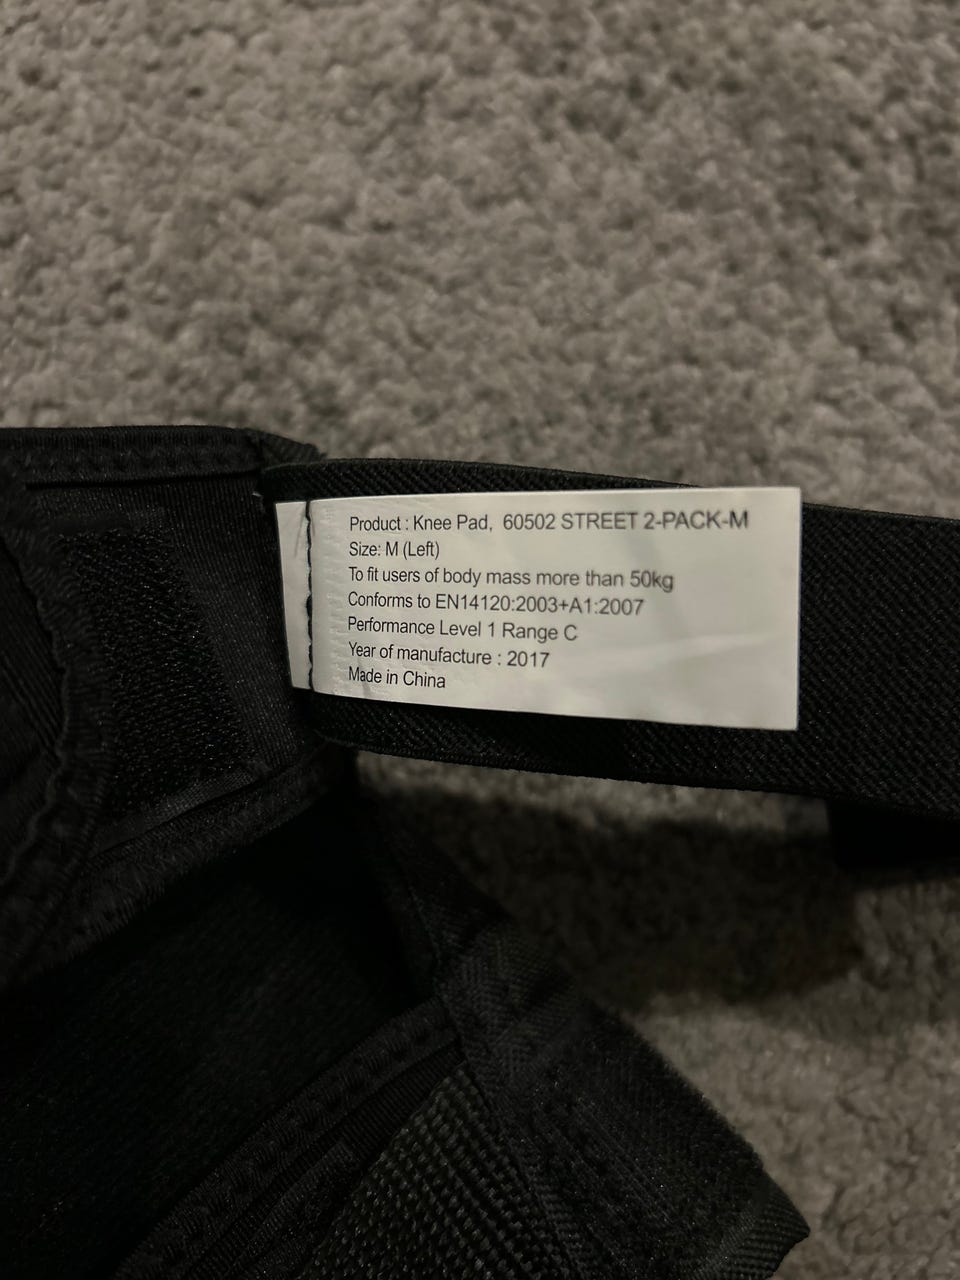 Product : Knee Pad, 60502 STREET 2-PACK-M
Size: M (Left)
To fit users of body mass more than 50kg
Conforms to EN14120:2003+A1:2007
Performance Level 1 Range C
Year of manufacture : 2017
Made in China